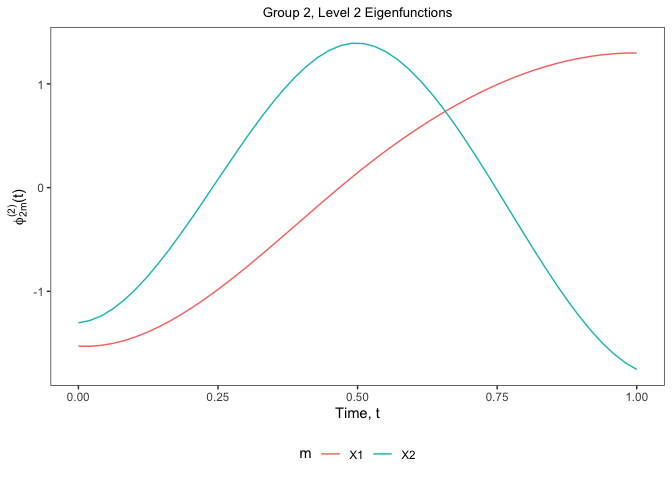 Group 2, Level 2 Eigenfunctions
ϕ₂ₘ⁽²⁾(t)
1
0
-1
0.00 0.25 0.50 0.75 1.00
Time, t
m X1 X2